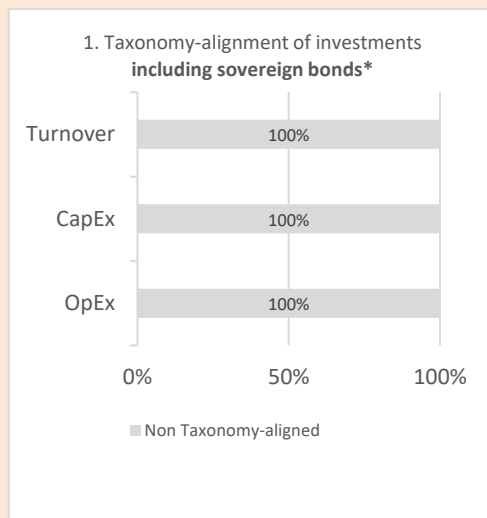 1. Taxonomy-alignment of investments
including sovereign bonds*
Turnover
100%
CapEx
100%
OpEx
100%
0%
50%
100%
Non Taxonomy-aligned